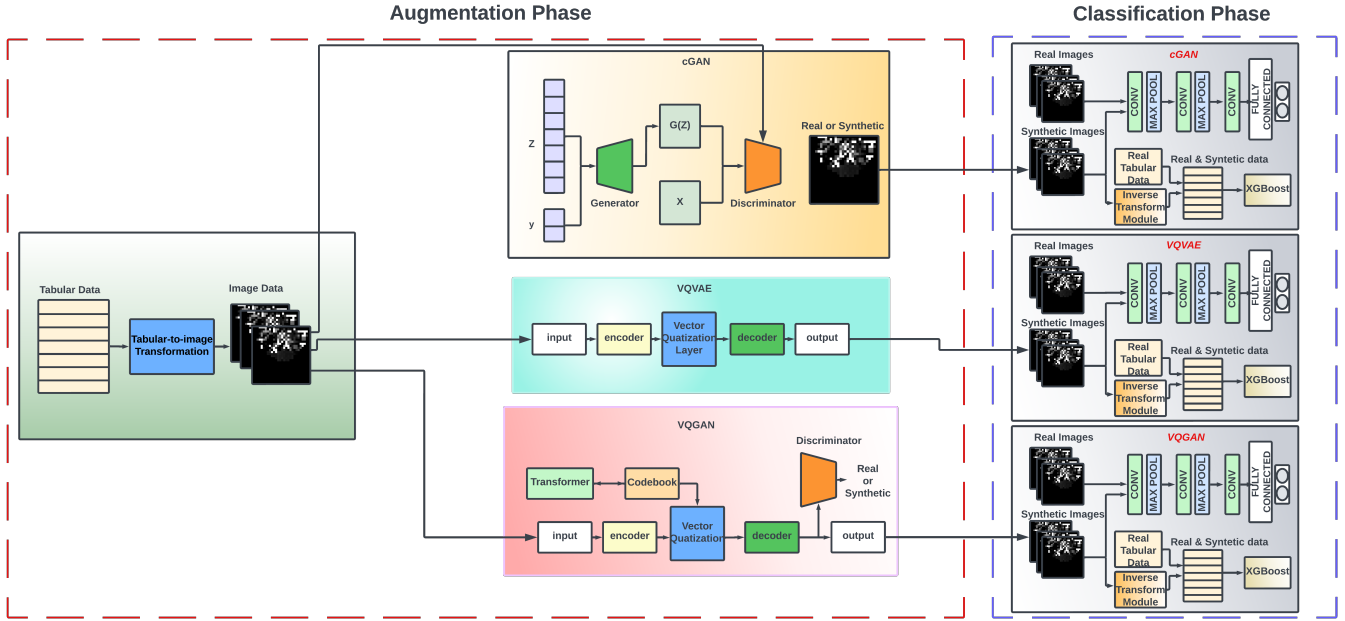 Augmentation Phase
Classification Phase
Tabular Data
Tabular-to-image
Transformation
Image Data
cGAN
Z
y
Generator
G(Z)
X
Discriminator
Real or Synthetic
VQVAE
input
encoder
Vector
Quatization
Layer
decoder
output
VQGAN
Transformer
Codebook
input
encoder
Vector
Quatization
decoder
output
Discriminator
Real
or
Synthetic
Real Images
cGAN
Synthetic Images
CONV
MAX POOL
CONV
MAX POOL
CONV
FULLY
CONNECTED
Real
Tabular
Data
Inverse
Transform
Module
Real & Syntetic data
XGBoost
Real Images
VQVAE
Synthetic Images
CONV
MAX POOL
CONV
MAX POOL
CONV
FULLY
CONNECTED
Real
Tabular
Data
Inverse
Transform
Module
Real & Syntetic data
XGBoost
Real Images
VQGAN
Synthetic Images
CONV
MAX POOL
CONV
MAX POOL
CONV
FULLY
CONNECTED
Real
Tabular
Data
Inverse
Transform
Module
Real & Syntetic data
XGBoost